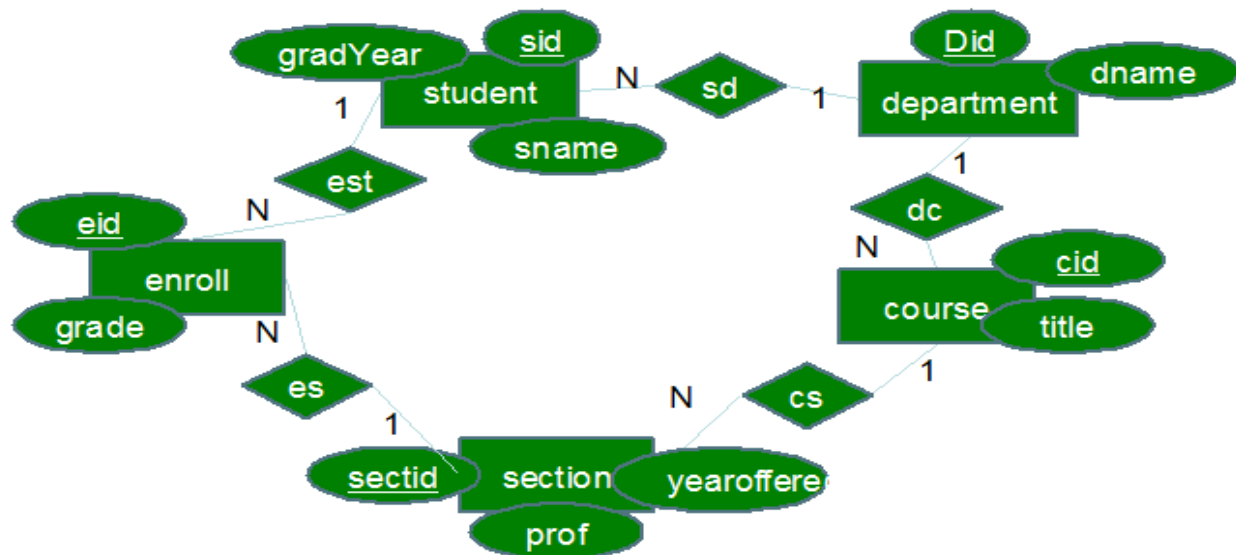 sid
Did
gradYear
dname
student
N
sd
1
department
1
sname
1
est
dc
N
eid
N
cid
enroll
course
grade
N
title
es
N
cs
1
1
sectid
section
yearoffere
prof